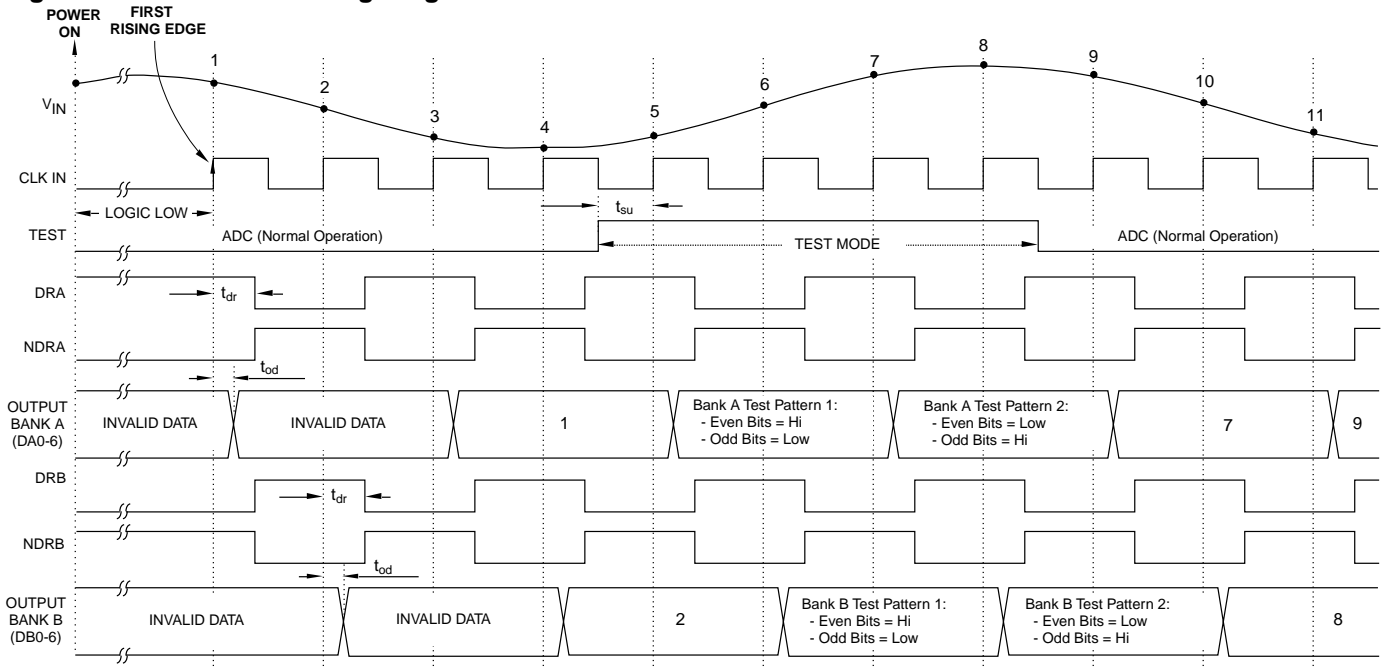 POWER ON
FIRST RISING EDGE
1
2
3
4
5
6
7
8
9
10
11
VIN
CLK IN
LOGIC LOW
tsu
TEST
ADC (Normal Operation)
TEST MODE
ADC (Normal Operation)
DRA
tdr
NDRA
tod
OUTPUT BANK A (DA0-6)
INVALID DATA
INVALID DATA
1
Bank A Test Pattern 1:
- Even Bits = Hi
- Odd Bits = Low
Bank A Test Pattern 2:
- Even Bits = Low
- Odd Bits = Hi
7
9
DRB
tdr
NDRB
tod
OUTPUT BANK B (DB0-6)
INVALID DATA
INVALID DATA
2
Bank B Test Pattern 1:
- Even Bits = Hi
- Odd Bits = Low
Bank B Test Pattern 2:
- Even Bits = Low
- Odd Bits = Hi
8